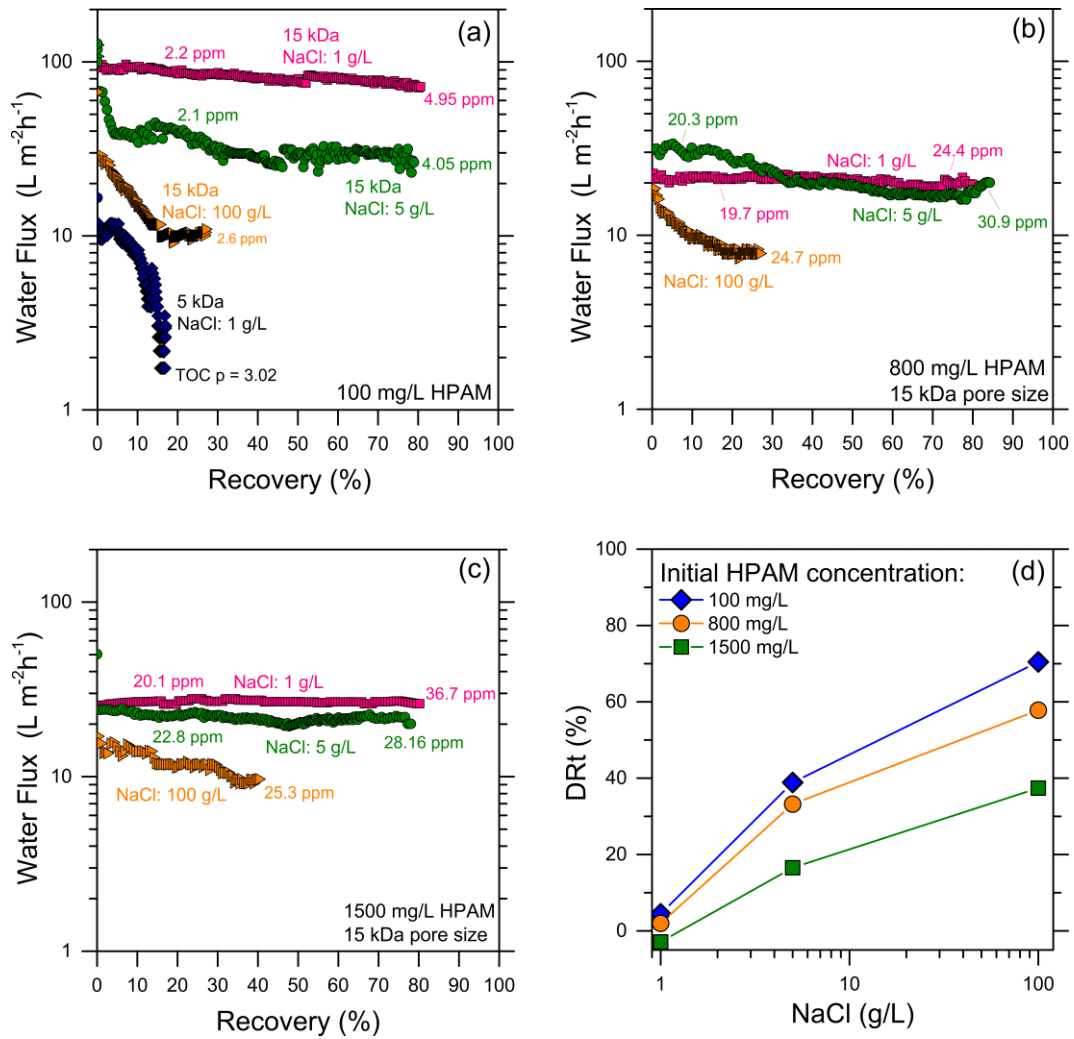 (a)
100
10
1
Water Flux (L m⁻²h⁻¹)
2.2 ppm
15 kDa
NaCl: 1 g/L
4.95 ppm
2.1 ppm
4.05 ppm
15 kDa
NaCl: 5 g/L
15 kDa
NaCl: 100 g/L
2.6 ppm
5 kDa
NaCl: 1 g/L
TOC p = 3.02
100 mg/L HPAM
0 10 20 30 40 50 60 70 80 90 100
Recovery (%)
(b)
100
10
1
Water Flux (L m⁻²h⁻¹)
20.3 ppm
NaCl: 1 g/L
24.4 ppm
19.7 ppm
NaCl: 5 g/L
30.9 ppm
24.7 ppm
NaCl: 100 g/L
800 mg/L HPAM
15 kDa pore size
0 10 20 30 40 50 60 70 80 90 100
Recovery (%)
(c)
100
10
1
Water Flux (L m⁻²h⁻¹)
20.1 ppm
NaCl: 1 g/L
36.7 ppm
22.8 ppm
NaCl: 5 g/L
28.16 ppm
NaCl: 100 g/L
25.3 ppm
1500 mg/L HPAM
15 kDa pore size
0 10 20 30 40 50 60 70 80 90 100
Recovery (%)
(d)
100
80
60
40
20
0
DRt (%)
Initial HPAM concentration:
100 mg/L
800 mg/L
1500 mg/L
1 10 100
NaCl (g/L)